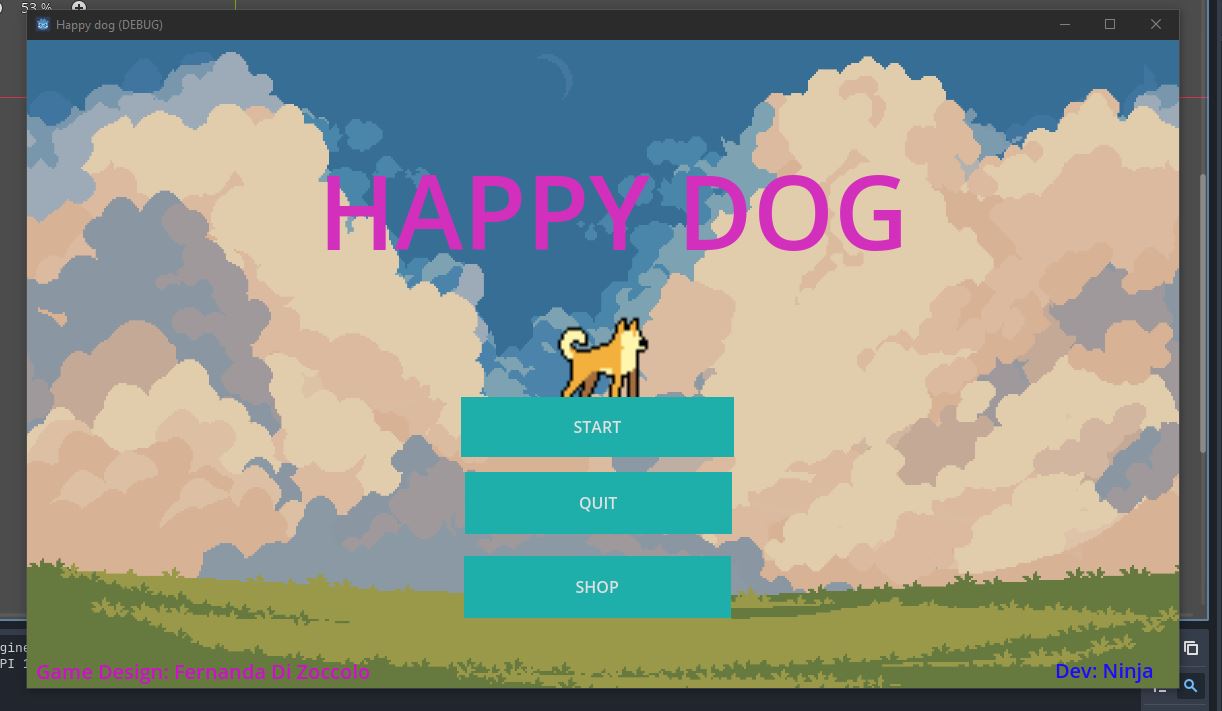 53 %
Happy dog (DEBUG)
HAPPY DOG
START
QUIT
SHOP
gine
PI 1
Game Design: Fernanda Di Zoccolo
Dev: Ninja